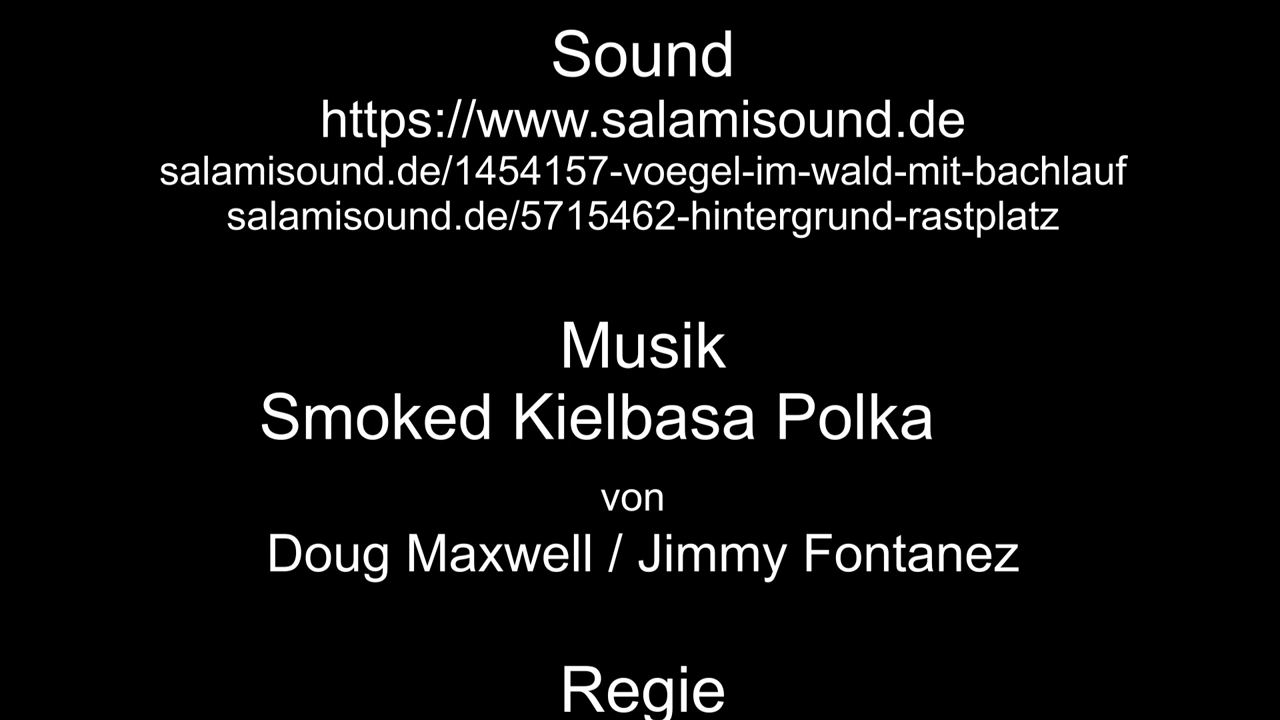 Sound
https://www.salamisound.de
salamisound.de/1454157-voegel-im-wald-mit-bachlauf
salamisound.de/5715462-hintergrund-rastplatz
Musik
Smoked Kielbasa Polka
von
Doug Maxwell / Jimmy Fontanez
Regie